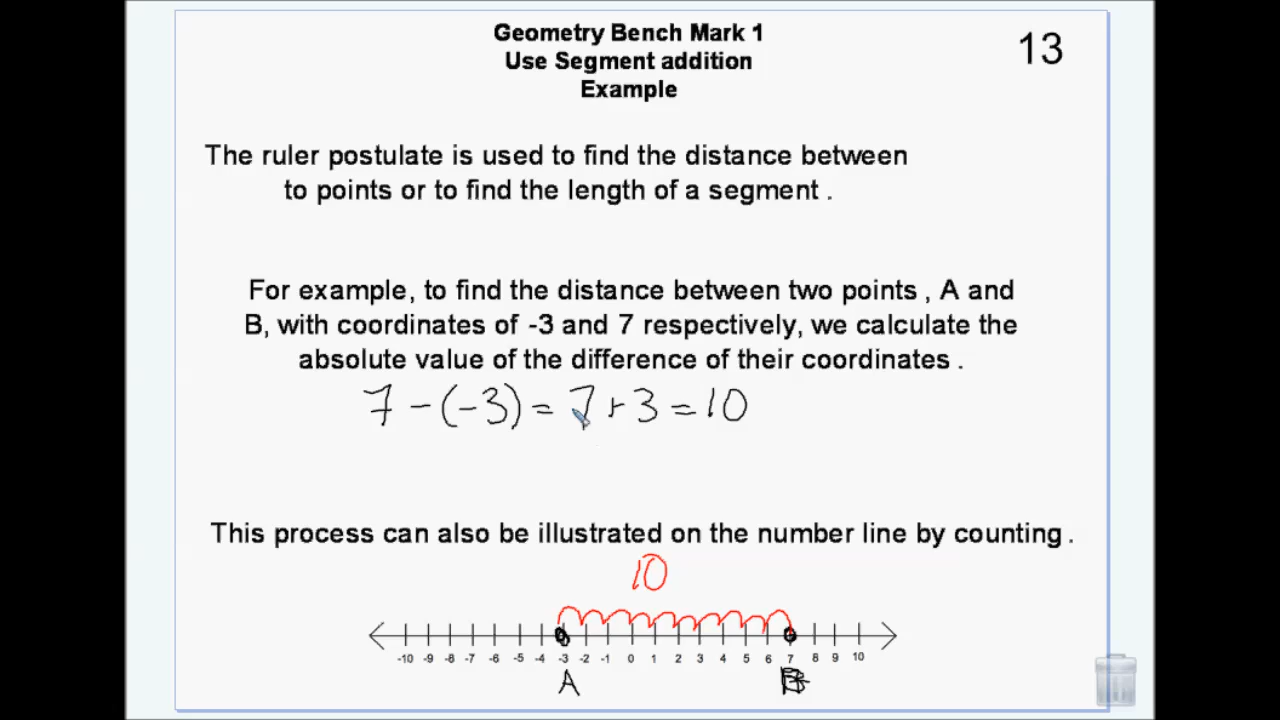 Geometry Bench Mark 1
13
Use Segment addition
Example
The ruler postulate is used to find the distance between
to points or to find the length of a segment .
For example, to find the distance between two points , A and
B, with coordinates of -3 and 7 respectively, we calculate the
absolute value of the difference of their coordinates .
7 - (-3) = 7 + 3 = 10
This process can also be illustrated on the number line by counting .
10
-10 -9 -8 -7 -6 -5 -4 -3 -2 -1 0 1 2 3 4 5 6 7 8 9 10
A B